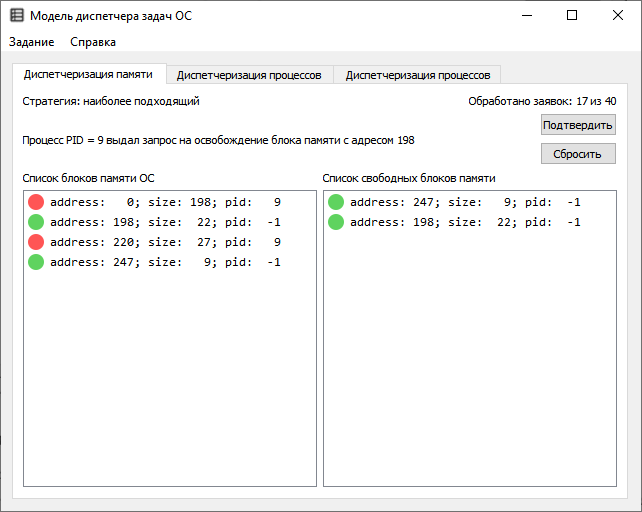 Модель диспетчера задач ОС
Задание Справка
Диспетчеризация памяти Диспетчеризация процессов Диспетчеризация процессов
Стратегия: наиболее подходящий Обработано заявок: 17 из 40
Подтвердить
Процесс PID = 9 выдал запрос на освобождение блока памяти с адресом 198
Сбросить
Список блоков памяти ОС
address:   0; size: 198; pid:   9
address: 198; size:  22; pid:  -1
address: 220; size:  27; pid:   9
address: 247; size:   9; pid:  -1
Список свободных блоков памяти
address: 247; size:   9; pid:  -1
address: 198; size:  22; pid:  -1